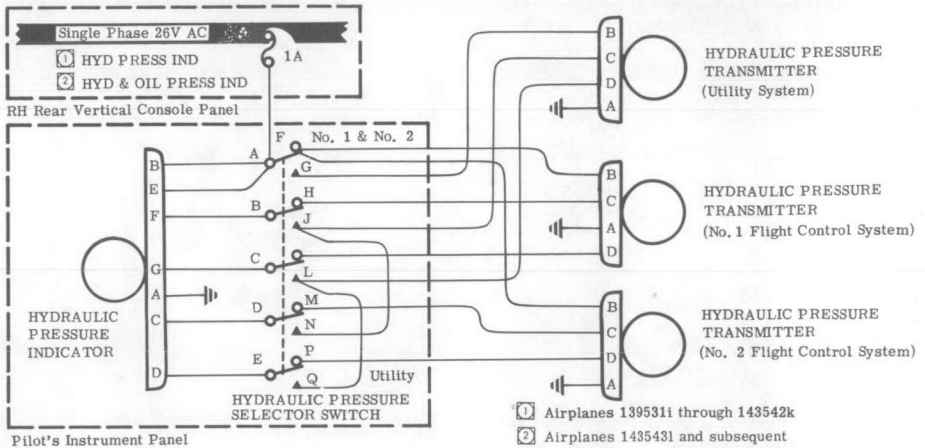 Single Phase 26V AC
1 HYD PRESS IND
2 HYD & OIL PRESS IND
1A
RH Rear Vertical Console Panel
F No. 1 & No. 2
A
G
B
H
J
C
L
D
M
N
E
P
Q
Utility
HYDRAULIC PRESSURE
SELECTOR SWITCH
B
E
F
G
A
C
D
HYDRAULIC
PRESSURE
INDICATOR
Pilot's Instrument Panel
B
C
D
A
HYDRAULIC PRESSURE
TRANSMITTER
(Utility System)
B
C
A
D
HYDRAULIC PRESSURE
TRANSMITTER
(No. 1 Flight Control System)
B
C
D
A
HYDRAULIC PRESSURE
TRANSMITTER
(No. 2 Flight Control System)
1 Airplanes 139531i through 143542k
2 Airplanes 143543l and subsequent